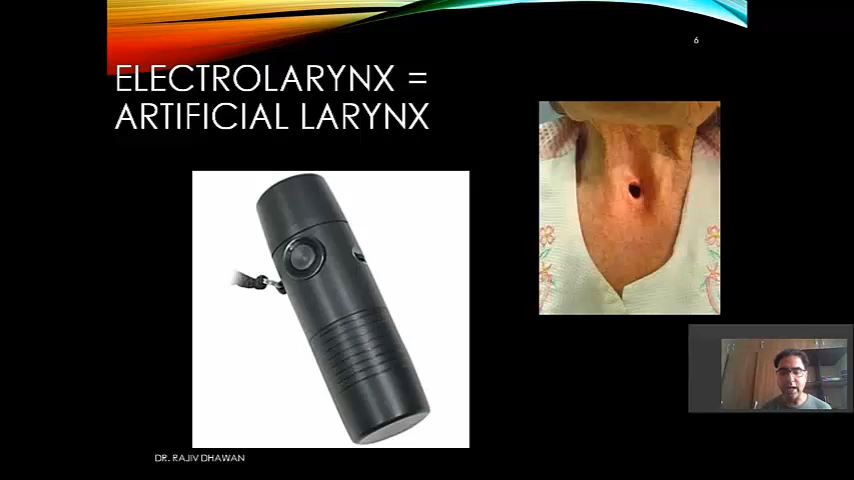 6
ELECTROLARYNX =
ARTIFICIAL LARYNX
DR. RAJIV DHAWAN